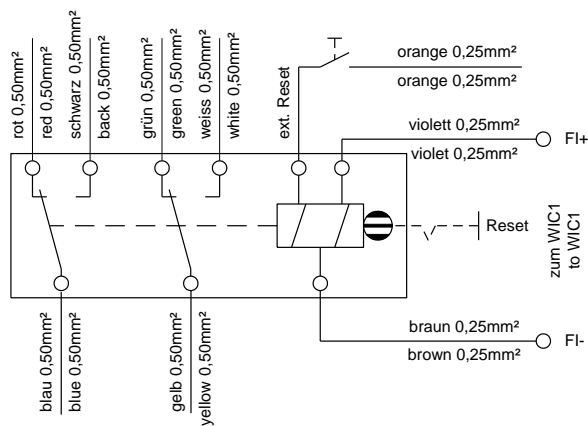 rot 0,50mm²
red 0,50mm²
schwarz 0,50mm²
back 0,50mm²
grün 0,50mm²
green 0,50mm²
weiss 0,50mm²
white 0,50mm²
ext. Reset
orange 0,25mm²
orange 0,25mm²
violett 0,25mm²
violet 0,25mm²
FI+
Reset
zum WIC1
to WIC1
blau 0,50mm²
blue 0,50mm²
gelb 0,50mm²
yellow 0,50mm²
braun 0,25mm²
brown 0,25mm²
FI-